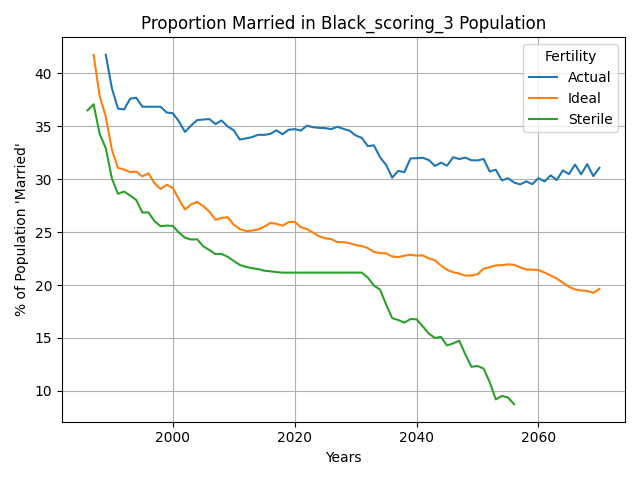 Proportion Married in Black_scoring_3 Population
Fertility
Actual
Ideal
Sterile
% of Population 'Married'
40
35
30
25
20
15
10
2000 2020 2040 2060
Years